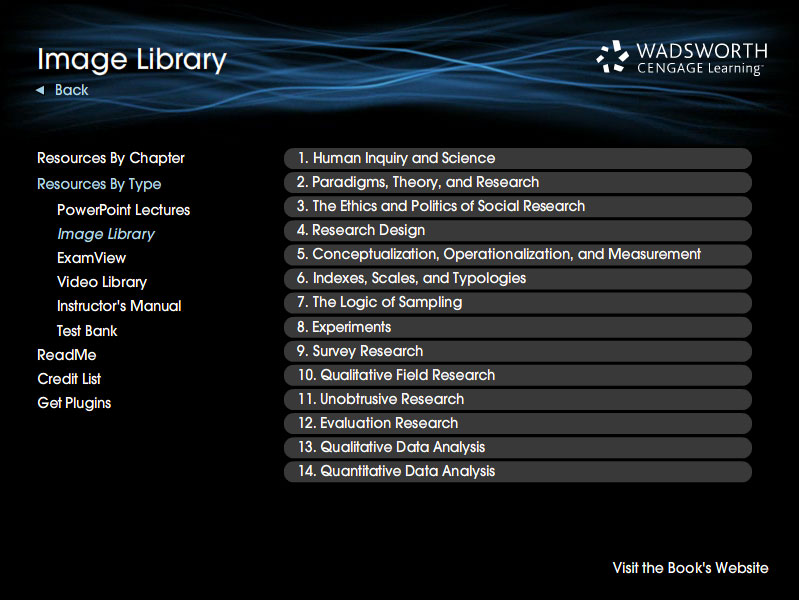 Image Library
WADSWORTH
CENGAGE Learning™
◄ Back
Resources By Chapter
Resources By Type
PowerPoint Lectures
Image Library
ExamView
Video Library
Instructor's Manual
Test Bank
ReadMe
Credit List
Get Plugins
1. Human Inquiry and Science
2. Paradigms, Theory, and Research
3. The Ethics and Politics of Social Research
4. Research Design
5. Conceptualization, Operationalization, and Measurement
6. Indexes, Scales, and Typologies
7. The Logic of Sampling
8. Experiments
9. Survey Research
10. Qualitative Field Research
11. Unobtrusive Research
12. Evaluation Research
13. Qualitative Data Analysis
14. Quantitative Data Analysis
Visit the Book's Website